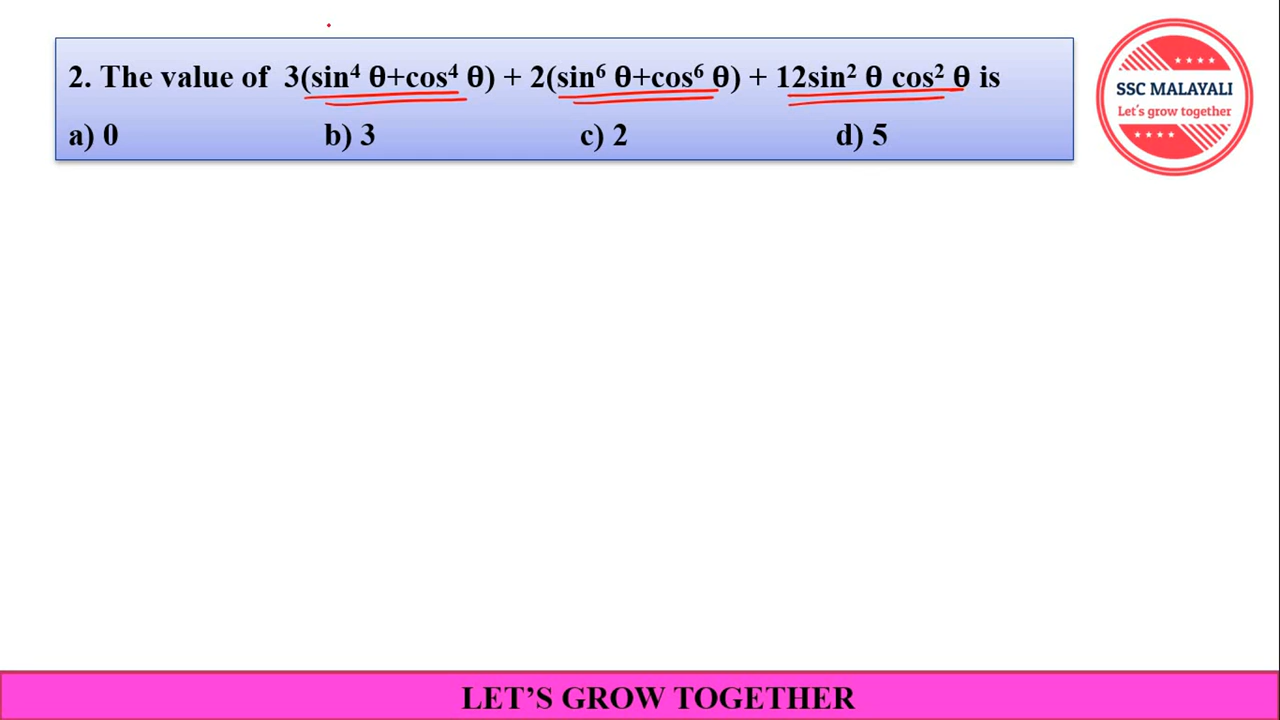 2. The value of 3(sin⁴ θ+cos⁴ θ) + 2(sin⁶ θ+cos⁶ θ) + 12sin² θ cos² θ is
a) 0 b) 3 c) 2 d) 5
SSC MALAYALI
Let's grow together
LET’S GROW TOGETHER